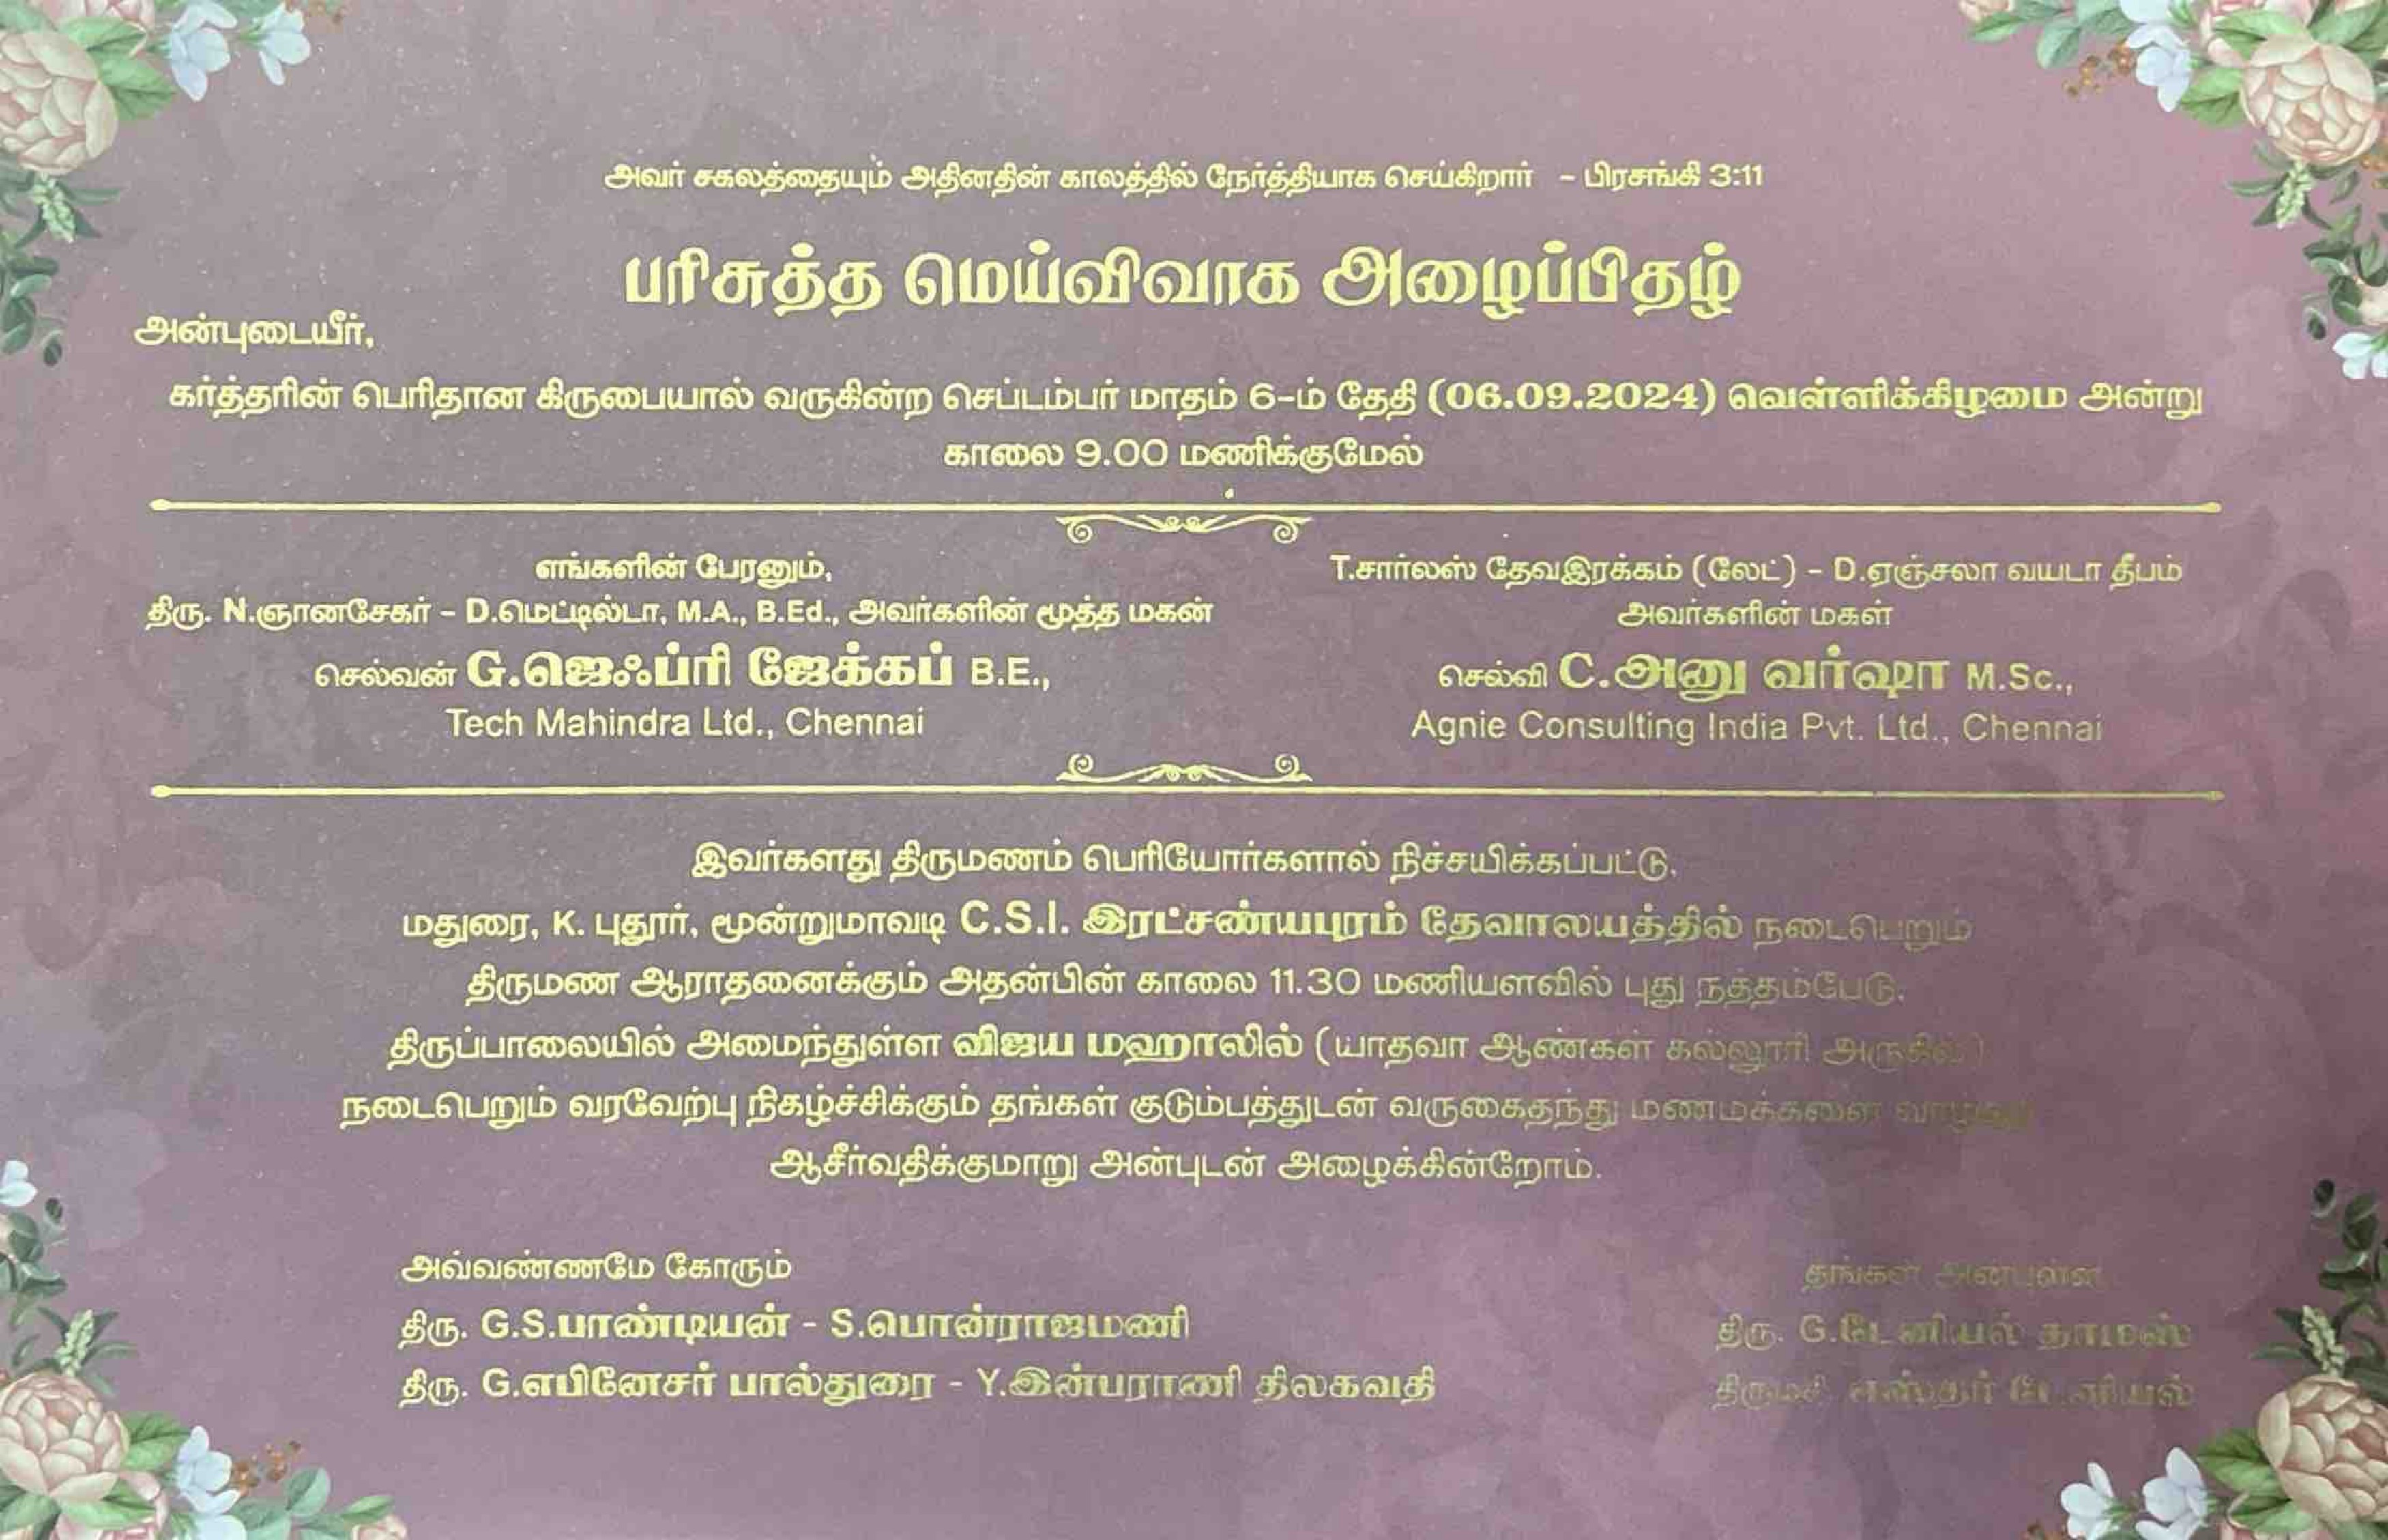 அவர் சகலத்தையும் அதினதின் காலத்தில் நேர்த்தியாக செய்கிறார் - பிரசங்கி 3:11
பரிசுத்த மெய்விவாக அழைப்பிதழ்
அன்புடையீர்,
கர்த்தரின் பெரிதான கிருபையால் வருகின்ற செப்டம்பர் மாதம் 6-ம் தேதி (06.09.2024) வெள்ளிக்கிழமை அன்று
காலை 9.00 மணிக்குமேல்
எங்களின் பேரனும்,
திரு. N.ஞானசேகர் - D.மெட்டில்டா, M.A., B.Ed., அவர்களின் மூத்த மகன்
செல்வன் G.ஜெஃப்ரி ஜேக்கப் B.E.,
Tech Mahindra Ltd., Chennai
T.சார்லஸ் தேவஇரக்கம் (லேட்) - D.ஏஞ்சலா வயடா தீபம்
அவர்களின் மகள்
செல்வி C.அனு வர்ஷா M.Sc.,
Agnie Consulting India Pvt. Ltd., Chennai
இவர்களது திருமணம் பெரியோர்களால் நிச்சயிக்கப்பட்டு,
மதுரை, K. புதூர், மூன்றுமாவடி C.S.I. இரட்சண்யபுரம் தேவாலயத்தில் நடைபெறும்
திருமண ஆராதனைக்கும் அதன்பின் காலை 11.30 மணியளவில் புது நத்தம்பேடு,
திருப்பாலையில் அமைந்துள்ள விஜய மஹாலில் (யாதவா ஆண்கள் கல்லூரி அருகில்)
நடைபெறும் வரவேற்பு நிகழ்ச்சிக்கும் தங்கள் குடும்பத்துடன் வருகைதந்து மணமக்களை
ஆசீர்வதிக்குமாறு அன்புடன் அழைக்கின்றோம்.
அவ்வண்ணமே கோரும்
திரு. G.S.பாண்டியன் - S.பொன்ராஜமணி
திரு. G.எபினேசர் பால்துரை - Y.இன்பராணி திலகவதி
தங்கள் அன்புள்ள
திரு. G.டேனியல் தாமஸ்
திருமதி. எஸ்தர் டேனியல்